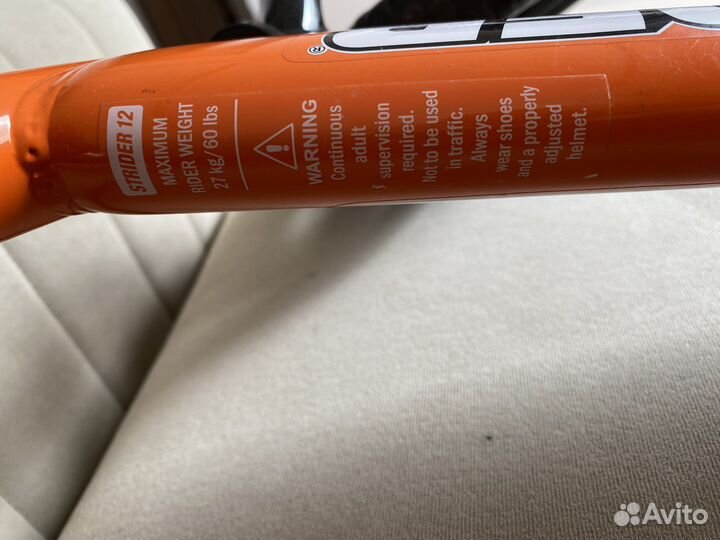 STRIDER 12
MAXIMUM
RIDER WEIGHT
27 kg/60 lbs
WARNING
Continuous
adult
supervision
required.
Not to be used
in traffic.
Always
wear shoes
and a properly
adjusted
helmet.
®
Avito